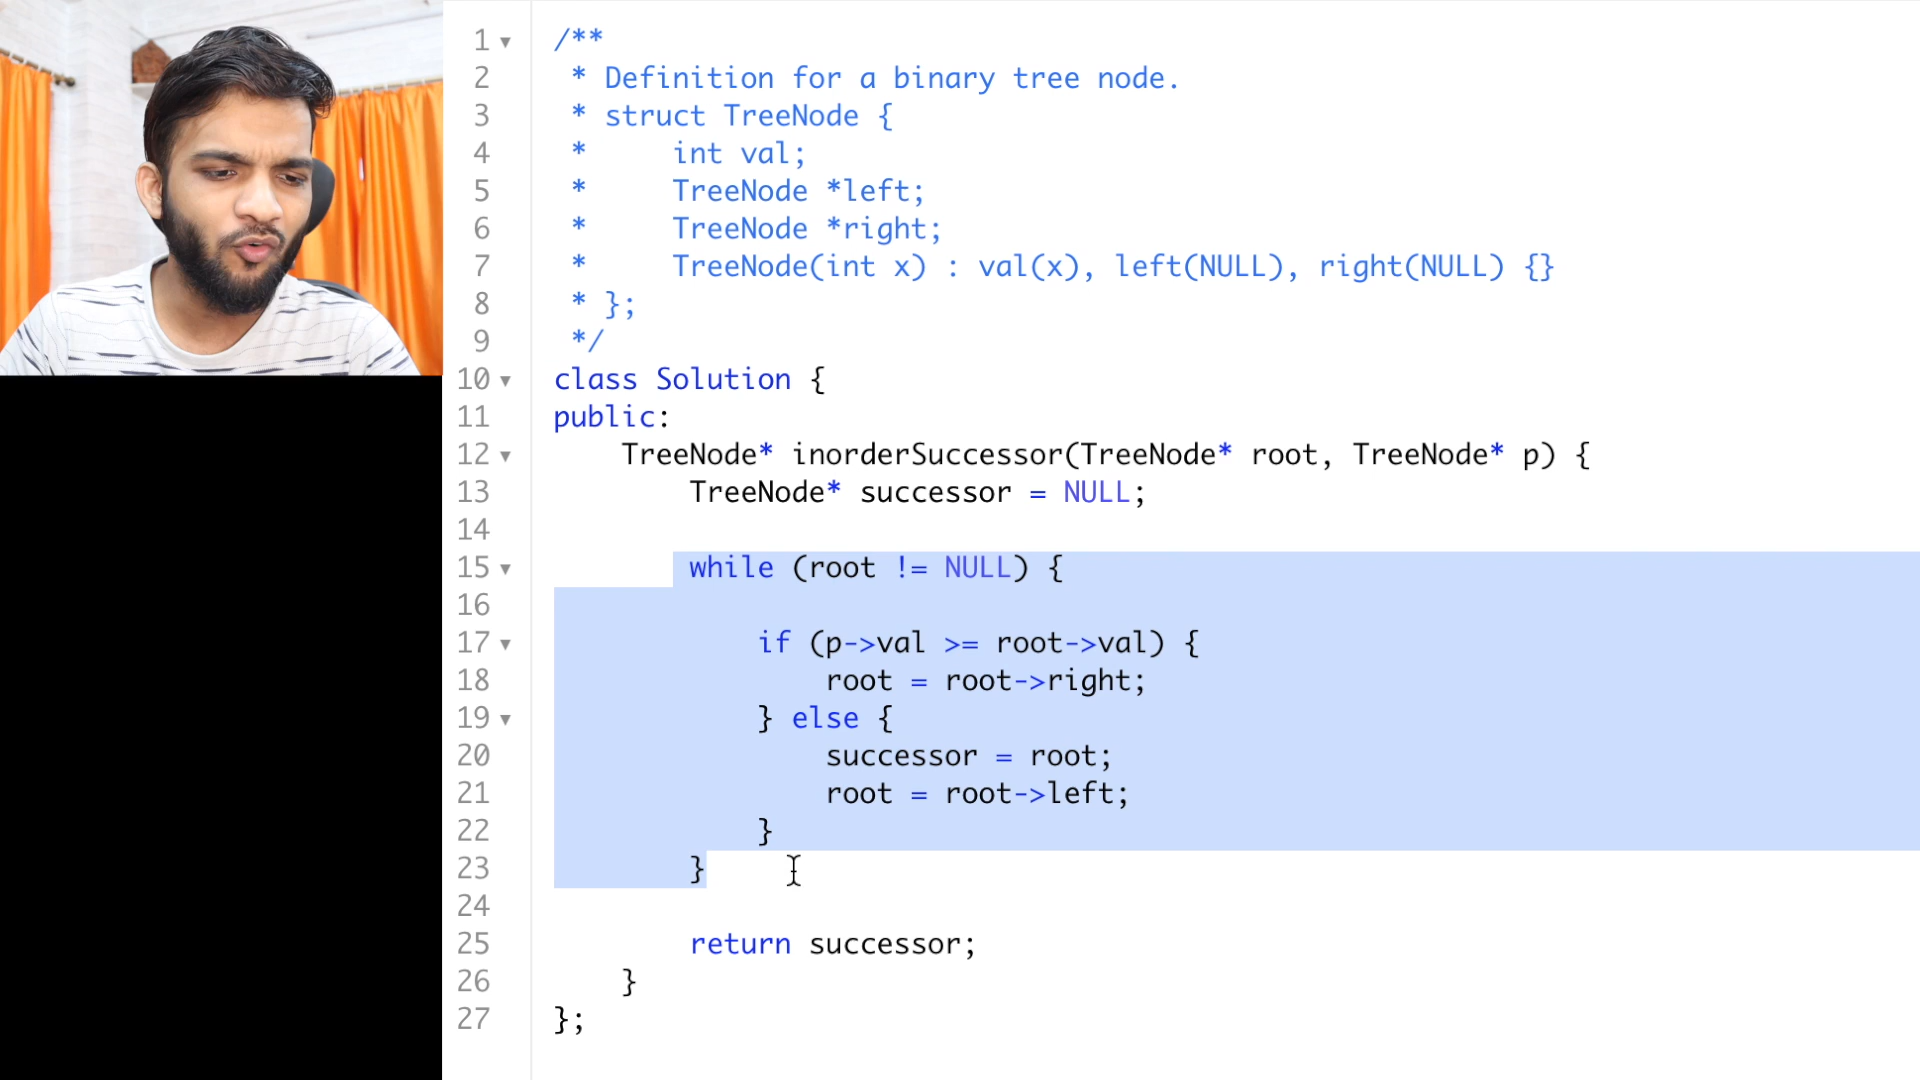 1 /**
2 * Definition for a binary tree node.
3 * struct TreeNode {
4 * int val;
5 * TreeNode *left;
6 * TreeNode *right;
7 * TreeNode(int x) : val(x), left(NULL), right(NULL) {}
8 * };
9 */
10 class Solution {
11 public:
12 TreeNode* inorderSuccessor(TreeNode* root, TreeNode* p) {
13 TreeNode* successor = NULL;
14
15 while (root != NULL) {
16
17 if (p->val >= root->val) {
18 root = root->right;
19 } else {
20 successor = root;
21 root = root->left;
22 }
23 }
24
25 return successor;
26 }
27 };